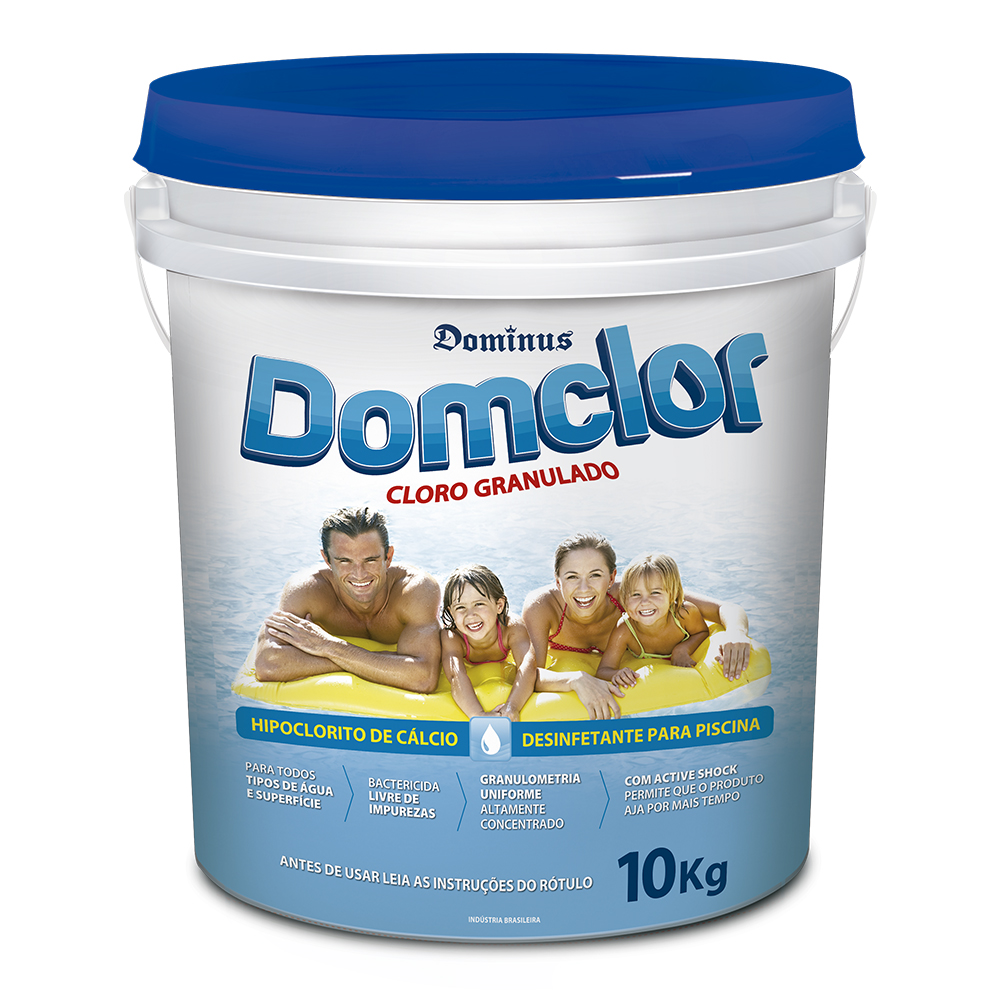 Dominus
Domclor
CLORO GRANULADO
HIPOCLORITO DE CÁLCIO
DESINFETANTE PARA PISCINA
PARA TODOS
TIPOS DE ÁGUA
E SUPERFÍCIE
BACTERICIDA
LIVRE DE
IMPUREZAS
GRANULOMETRIA
UNIFORME
ALTAMENTE
CONCENTRADO
COM ACTIVE SHOCK
PERMITE QUE O PRODUTO
AJA POR MAIS TEMPO
ANTES DE USAR LEIA AS INSTRUÇÕES DO RÓTULO
10Kg
INDÚSTRIA BRASILEIRA